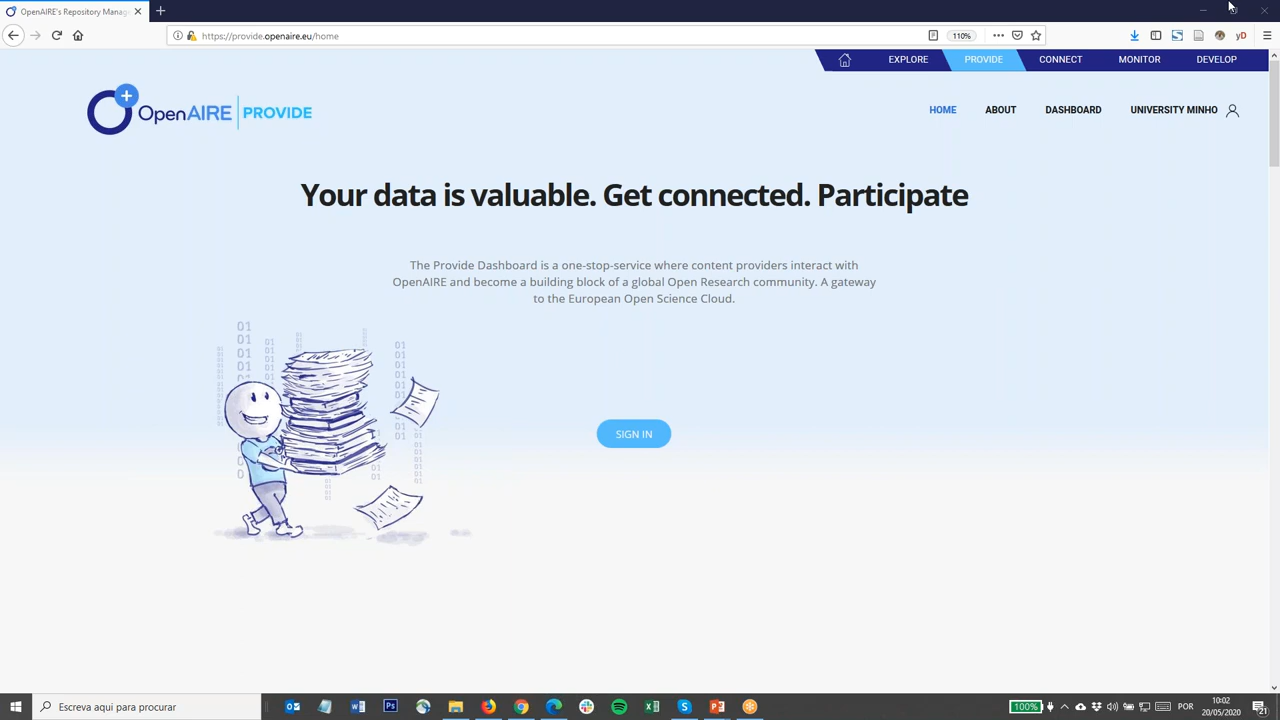 OpenAIRE's Repository Manag
https://provide.openaire.eu/home
110%
yD
EXPLORE
PROVIDE
CONNECT
MONITOR
DEVELOP
OpenAIRE PROVIDE
HOME
ABOUT
DASHBOARD
UNIVERSITY MINHO
Your data is valuable. Get connected. Participate
The Provide Dashboard is a one-stop-service where content providers interact with
OpenAIRE and become a building block of a global Open Research community. A gateway
to the European Open Science Cloud.
SIGN IN
Escreva aqui para procurar
100%
POR
10:02
20/05/2020
21